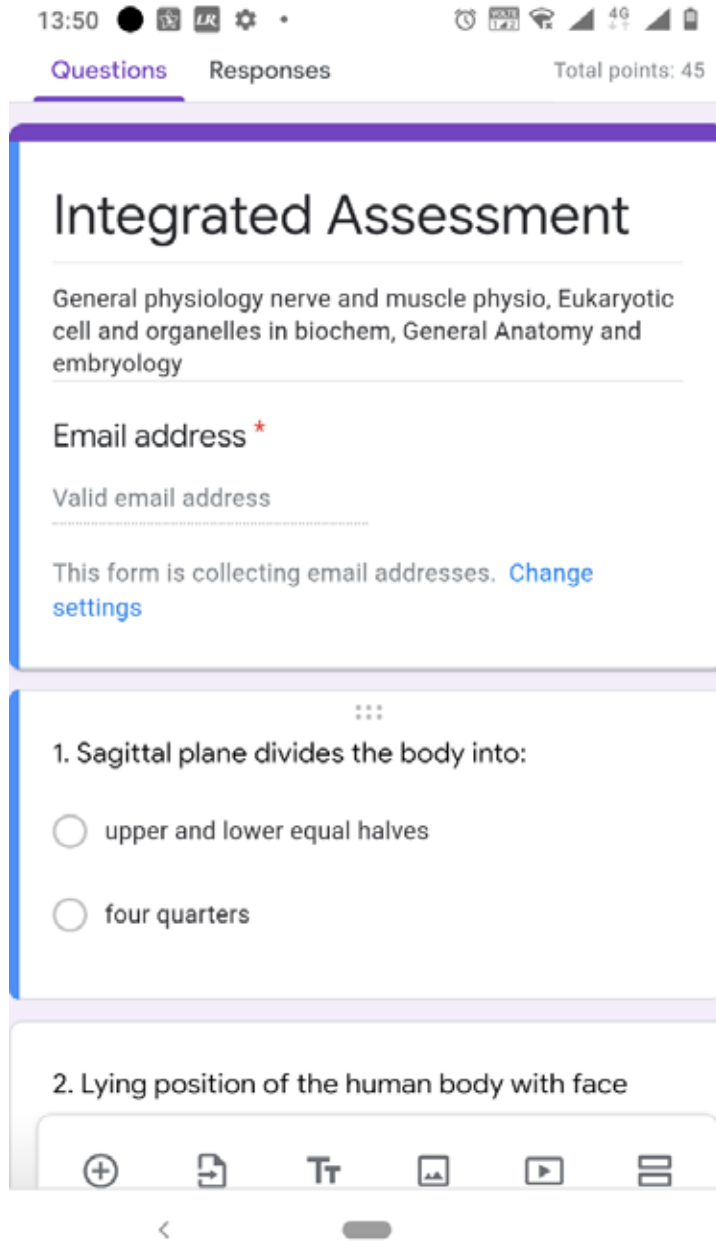 13:50 LR 4G
Questions Responses Total points: 45
Integrated Assessment
General physiology nerve and muscle physio, Eukaryotic
cell and organelles in biochem, General Anatomy and
embryology
Email address *
Valid email address
This form is collecting email addresses. Change
settings
1. Sagittal plane divides the body into:
upper and lower equal halves
four quarters
2. Lying position of the human body with face
Tт